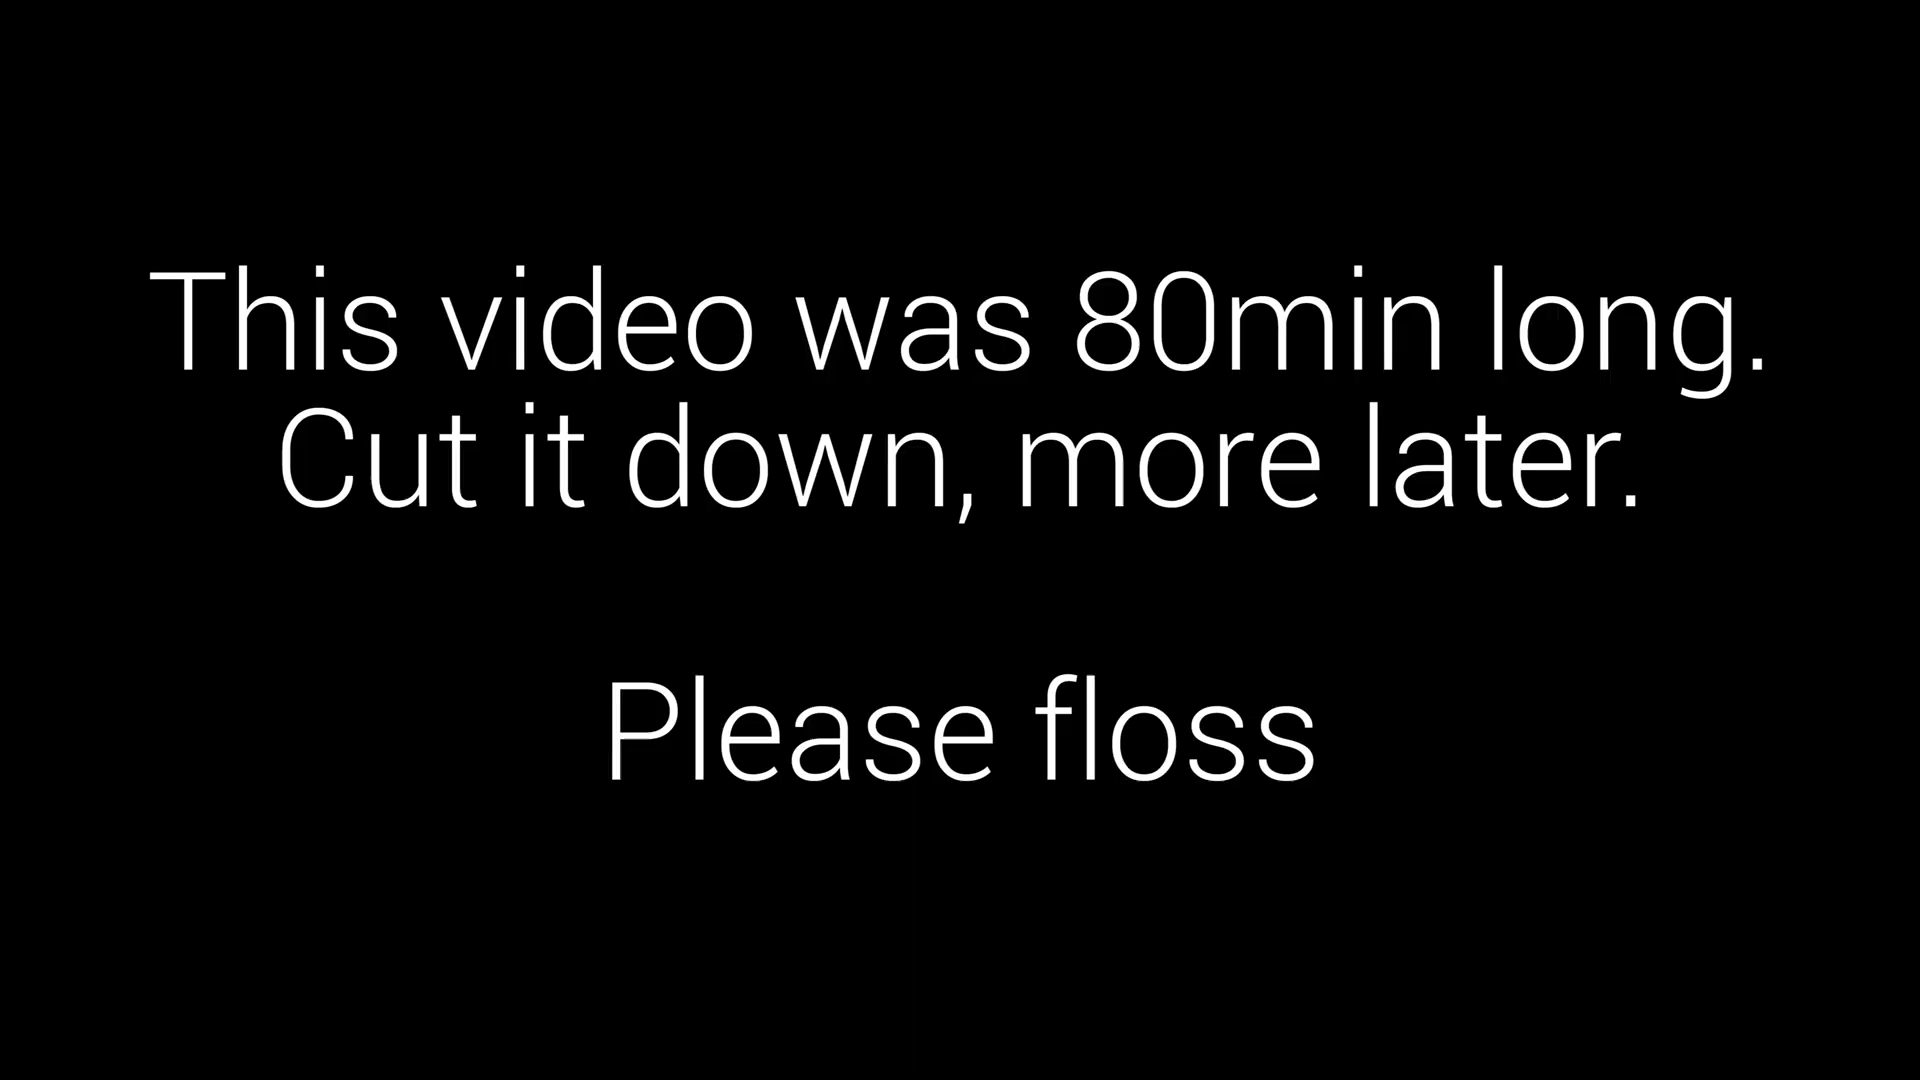 This video was 80min long.
Cut it down, more later.
Please floss